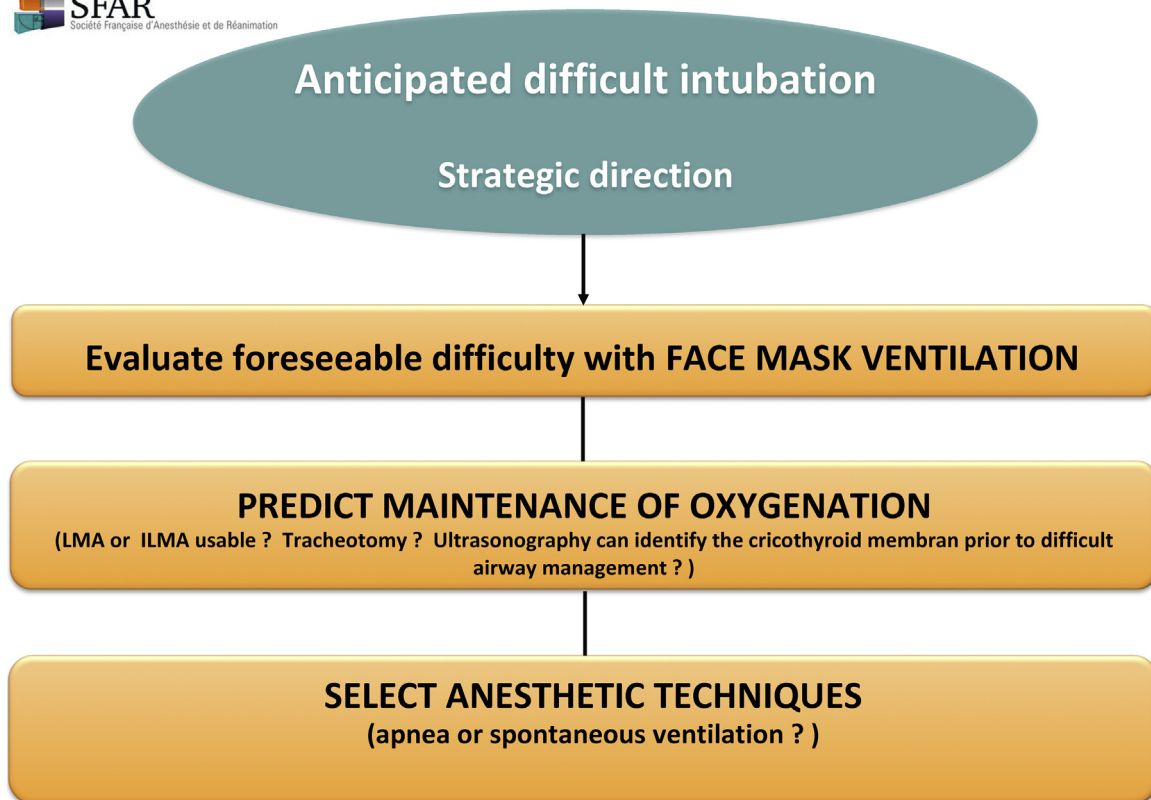 SFAR
Société Française d'Anesthésie et de Réanimation
Anticipated difficult intubation
Strategic direction
Evaluate foreseeable difficulty with FACE MASK VENTILATION
PREDICT MAINTENANCE OF OXYGENATION
(LMA or ILMA usable ? Tracheotomy ? Ultrasonography can identify the cricothyroid membran prior to difficult
airway management ? )
SELECT ANESTHETIC TECHNIQUES
(apnea or spontaneous ventilation ? )